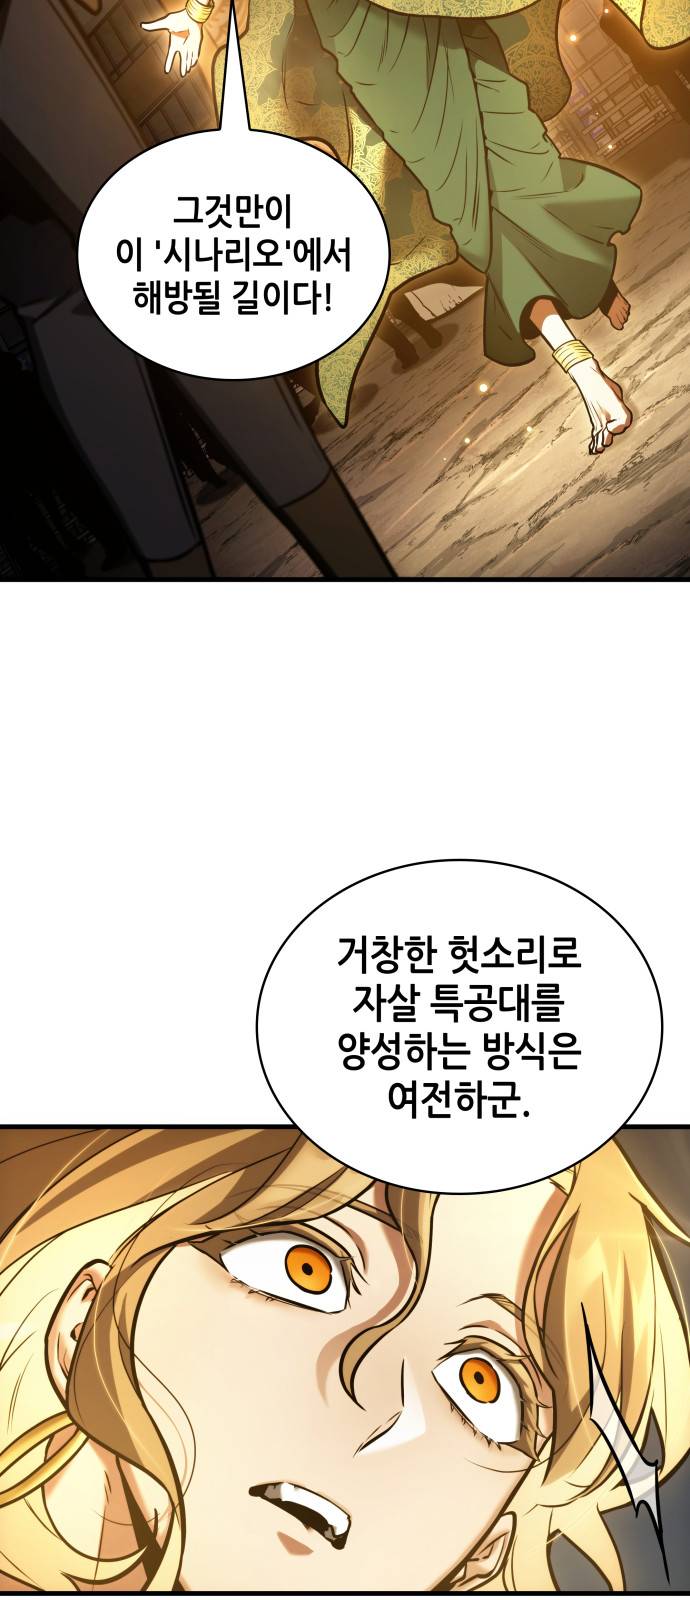 그것만이
이 '시나리오'에서
해방될 길이다!
거창한 헛소리로
자살 특공대를
양성하는 방식은
여전하군.